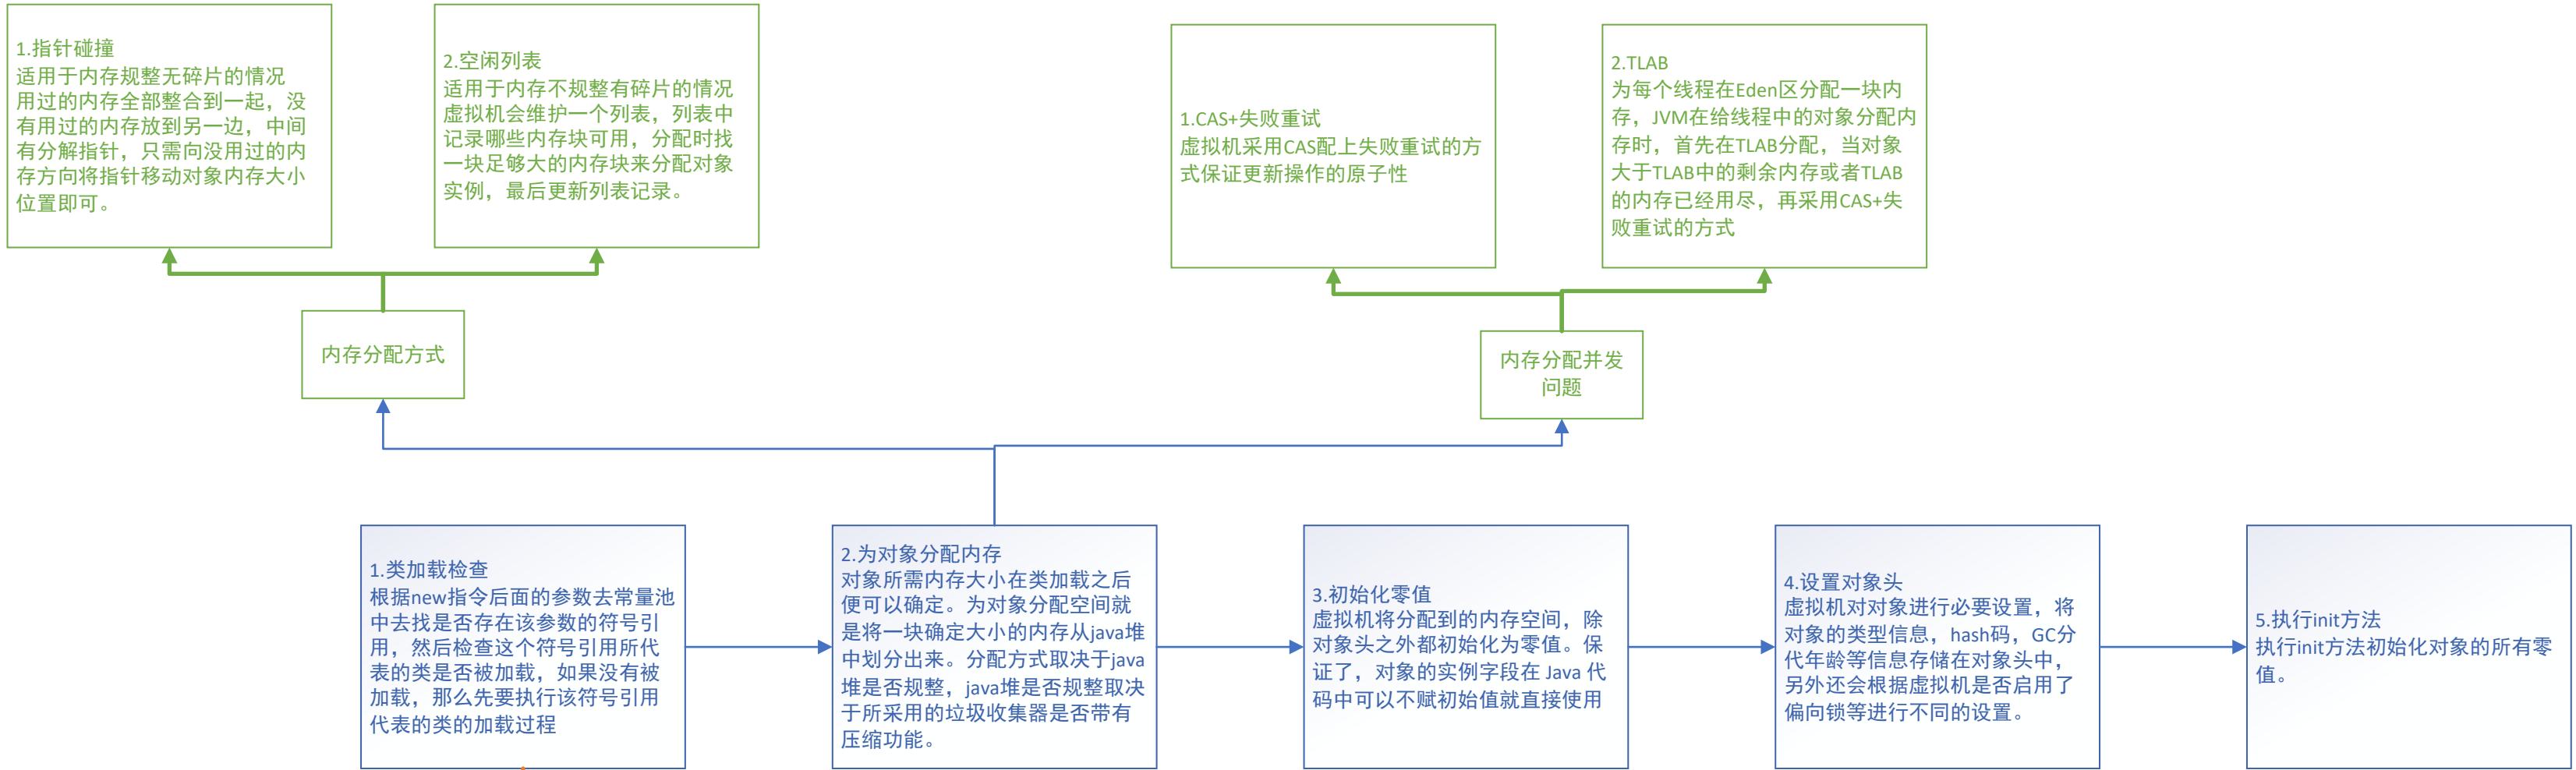 1.指针碰撞
适用于内存规整无碎片的情况
用过的内存全部整合到一起，没
有用过的内存放到另一边，中间
有分解指针，只需向没用过的内
存方向将指针移动对象内存大小
位置即可。
2.空闲列表
适用于内存不规整有碎片的情况
虚拟机会维护一个列表，列表中
记录哪些内存块可用，分配时找
一块足够大的内存块来分配对象
实例，最后更新列表记录。
1.CAS+失败重试
虚拟机采用CAS配上失败重试的方
式保证更新操作的原子性
2.TLAB
为每个线程在Eden区分配一块内
存，JVM在给线程中的对象分配内
存时，首先在TLAB分配，当对象
大于TLAB中的剩余内存或者TLAB
的内存已经用尽，再采用CAS+失
败重试的方式
内存分配方式
内存分配并发
问题
1.类加载检查
根据new指令后面的参数去常量池
中去找是否存在该参数的符号引
用，然后检查这个符号引用所代
表的类是否被加载，如果没有被
加载，那么先要执行该符号引用
代表的类的加载过程
2.为对象分配内存
对象所需内存大小在类加载之后
便可以确定。为对象分配空间就
是将一块确定大小的内存从java堆
中划分出来。分配方式取决于java
堆是否规整，java堆是否规整取决
于所采用的垃圾收集器是否带有
压缩功能。
3.初始化零值
虚拟机将分配到的内存空间，除
对象头之外都初始化为零值。保
证了，对象的实例字段在 Java 代
码中可以不赋初始值就直接使用
4.设置对象头
虚拟机对对象进行必要设置，将
对象的类型信息，hash码，GC分
代年龄等信息存储在对象头中，
另外还会根据虚拟机是否启用了
偏向锁等进行不同的设置。
5.执行init方法
执行init方法初始化对象的所有零
值。